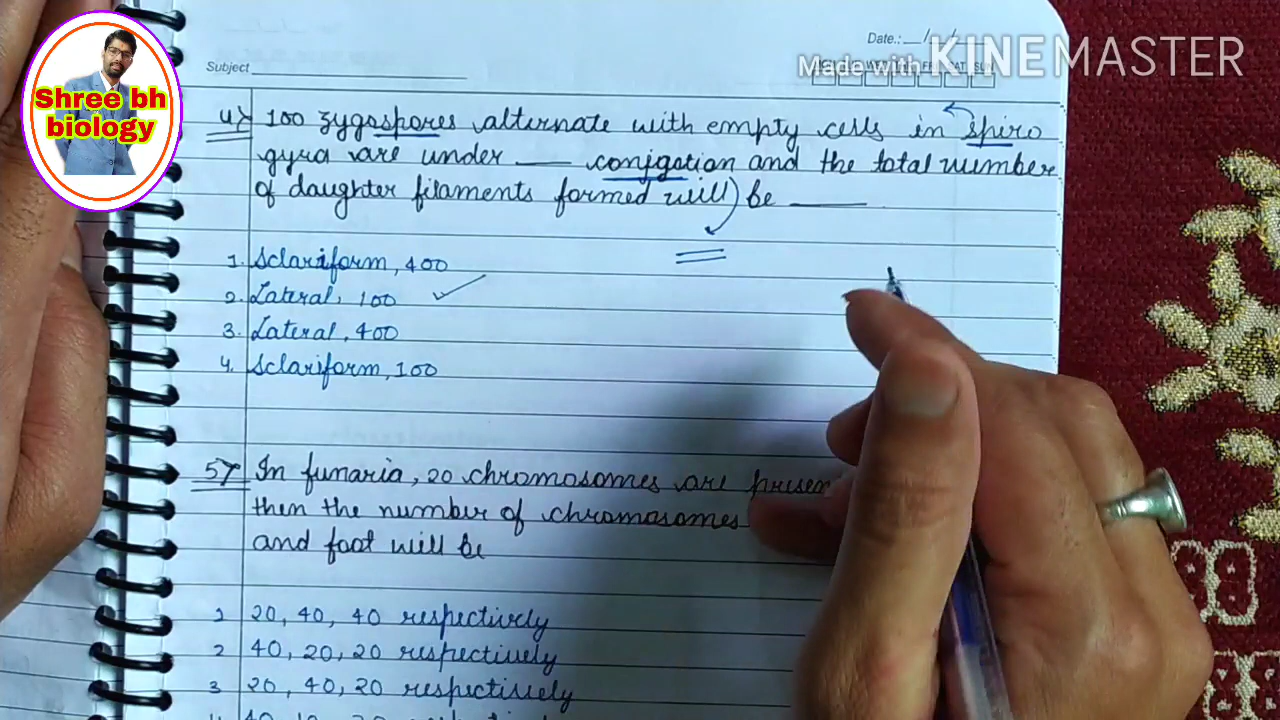 Shree bh
biology
Made with KINEMASTER
Date.:
Subject
4) 100 zygospores alternate with empty cells in spiro
gyra are under ___ conjgation and the total number
of daughter filaments formed will be ___
1. Sclariform, 400
2. Lateral, 100
3. Lateral, 400
4. Sclariform, 100
5) In funaria, 20 chromosomes are presen
then the number of chromosomes
and foot will be
1 20, 40, 40 respectively
2 40, 20, 20 respectively
3 20, 40, 20 respectively